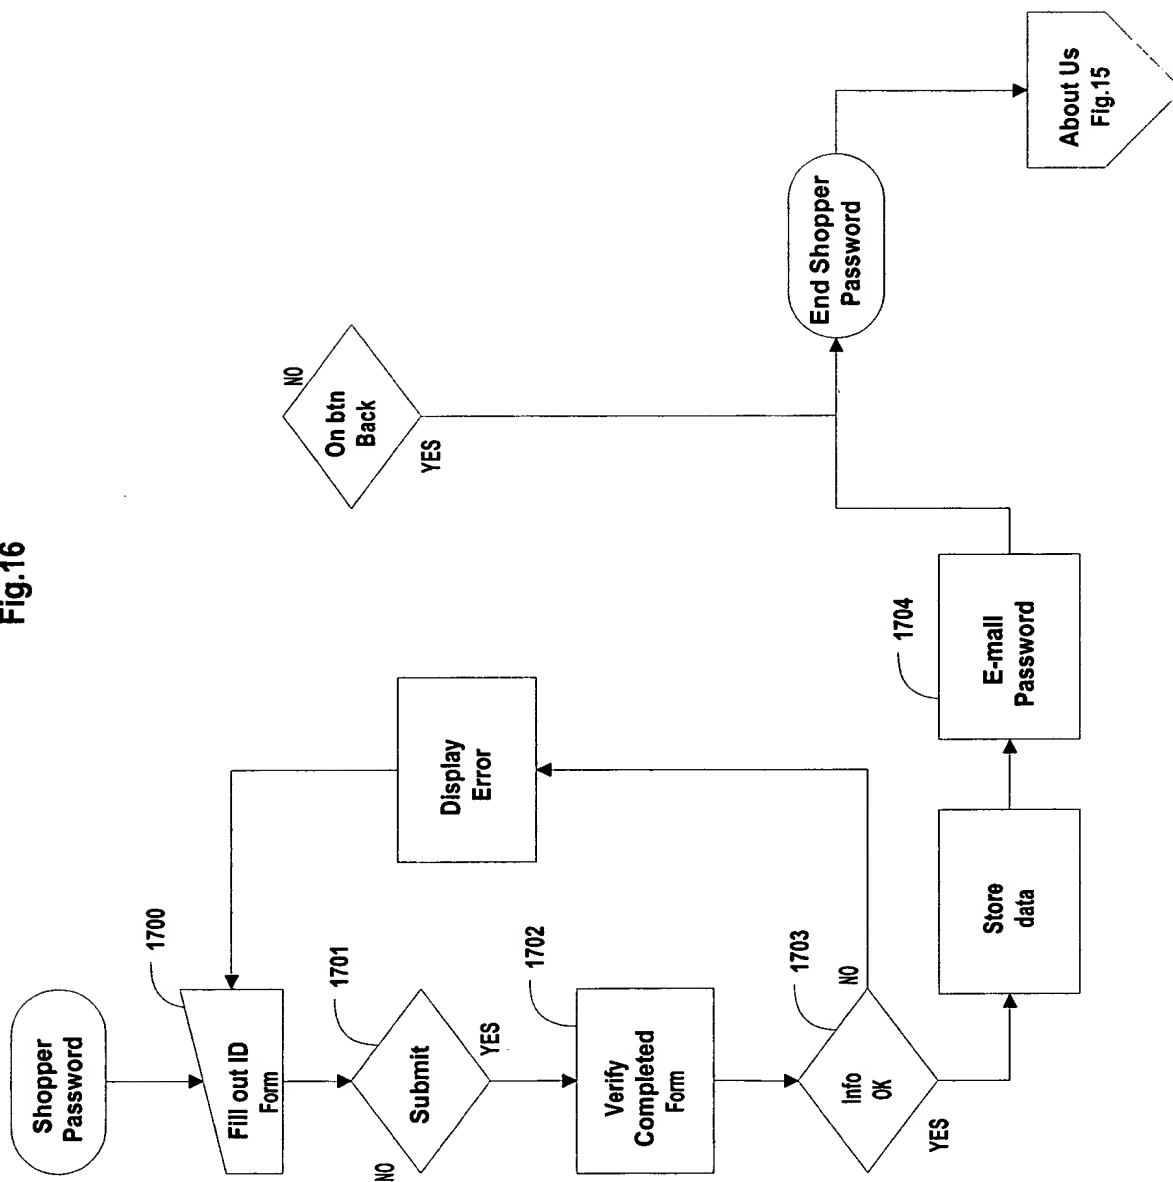 Fig.16
Shopper
Password
1700
Fill out ID
Form
1701
Submit
NO
YES
1702
Verify
Completed
Form
1703
Info
OK
NO
YES
Display
Error
Store
data
1704
E-mall
Password
On btn
Back
NO
YES
End Shopper
Password
About Us
Fig.15